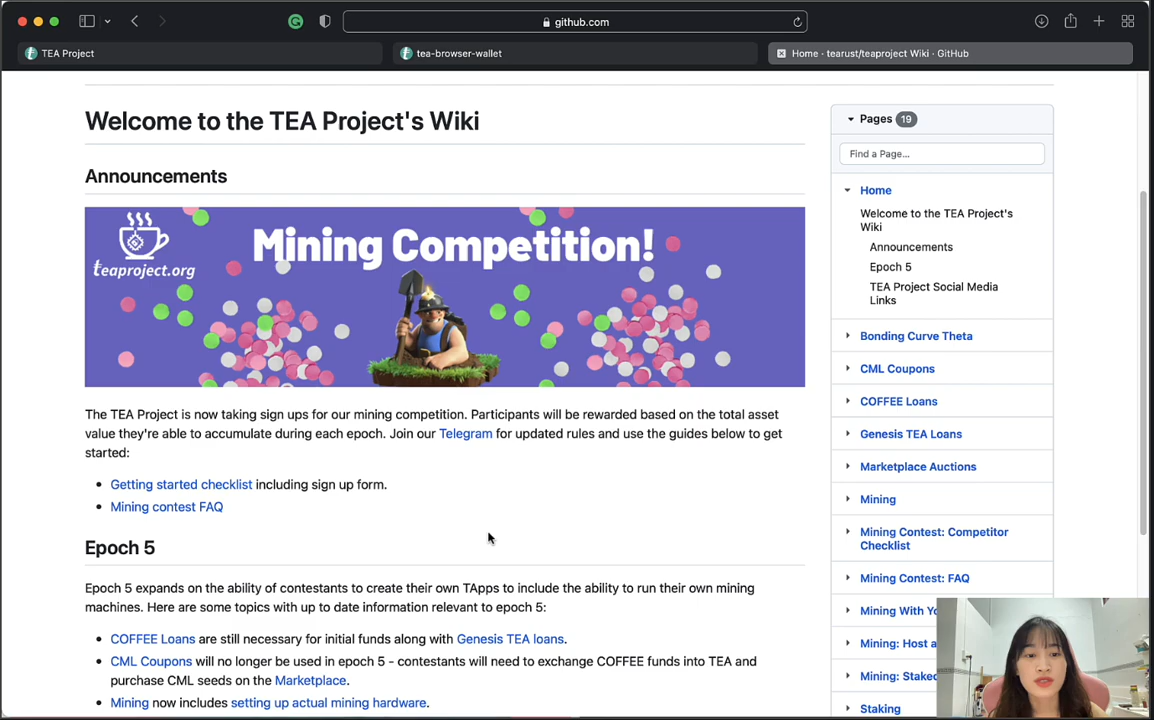 github.com
TEA Project
tea-browser-wallet
Home · tearust/teaproject Wiki · GitHub
Welcome to the TEA Project's Wiki
Announcements
teaproject.org
Mining Competition!
The TEA Project is now taking sign ups for our mining competition. Participants will be rewarded based on the total asset
value they're able to accumulate during each epoch. Join our Telegram for updated rules and use the guides below to get
started:
• Getting started checklist including sign up form.
• Mining contest FAQ
Epoch 5
Epoch 5 expands on the ability of contestants to create their own TApps to include the ability to run their own mining
machines. Here are some topics with up to date information relevant to epoch 5:
• COFFEE Loans are still necessary for initial funds along with Genesis TEA loans.
• CML Coupons will no longer be used in epoch 5 - contestants will need to exchange COFFEE funds into TEA and
purchase CML seeds on the Marketplace.
• Mining now includes setting up actual mining hardware.
Pages 19
Find a Page...
Home
Welcome to the TEA Project's
Wiki
Announcements
Epoch 5
TEA Project Social Media
Links
Bonding Curve Theta
CML Coupons
COFFEE Loans
Genesis TEA Loans
Marketplace Auctions
Mining
Mining Contest: Competitor
Checklist
Mining Contest: FAQ
Mining With Yo
Mining: Host a
Mining: Staked
Staking